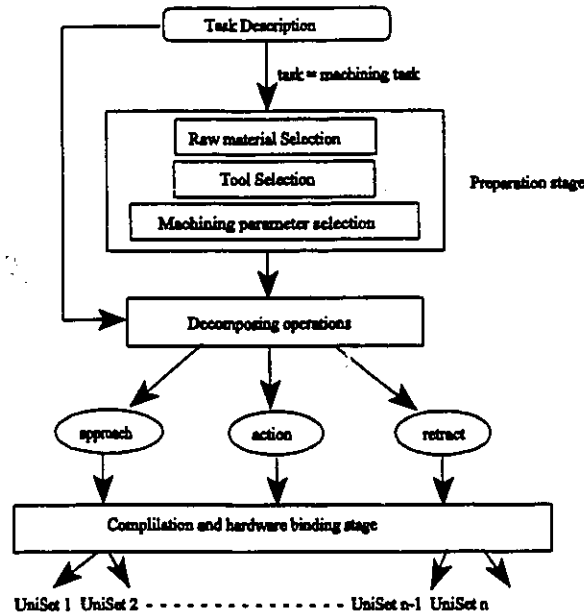 Task Description
task = machining task
Raw material Selection
Tool Selection
Preparation stage
Machining parameter selection
Decomposing operations
approach
action
retract
Complilation and hardware binding stage
UniSet 1 UniSet 2 - - - - - - - - - - - - - - - UniSet n-1 UniSet n